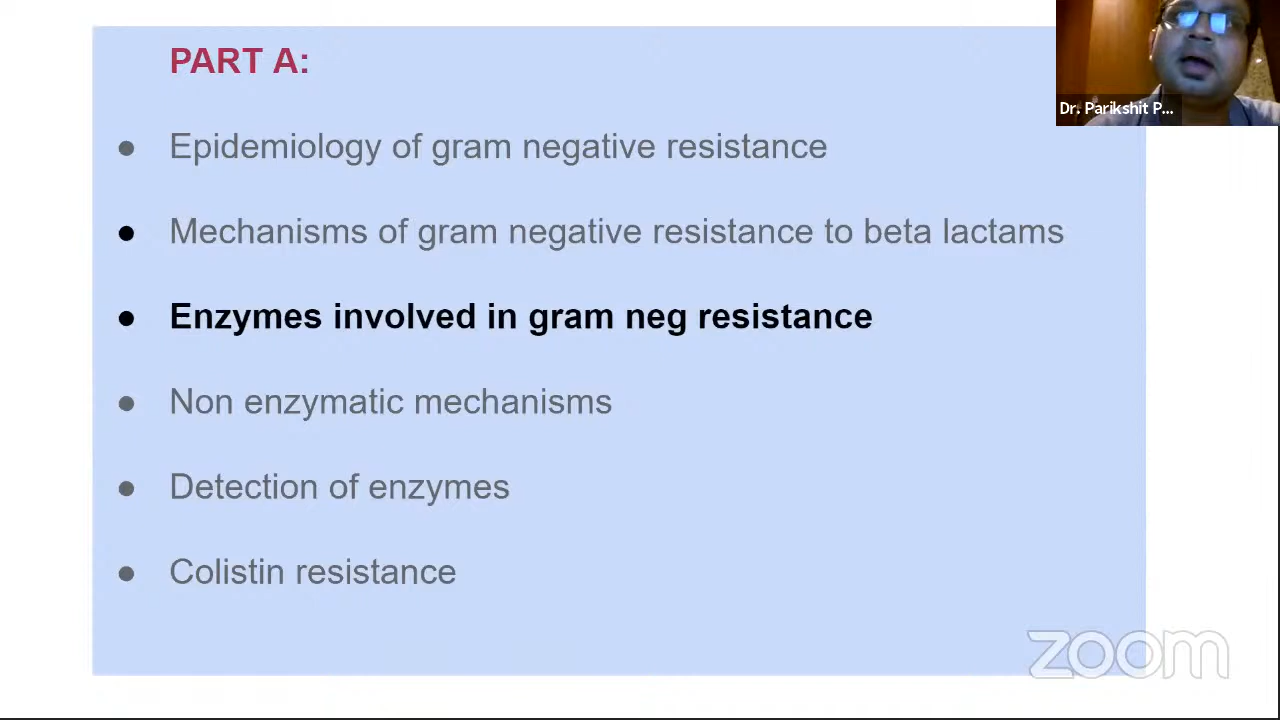 PART A:
Dr. Parikshit P...
Epidemiology of gram negative resistance
Mechanisms of gram negative resistance to beta lactams
Enzymes involved in gram neg resistance
Non enzymatic mechanisms
Detection of enzymes
Colistin resistance
zoom